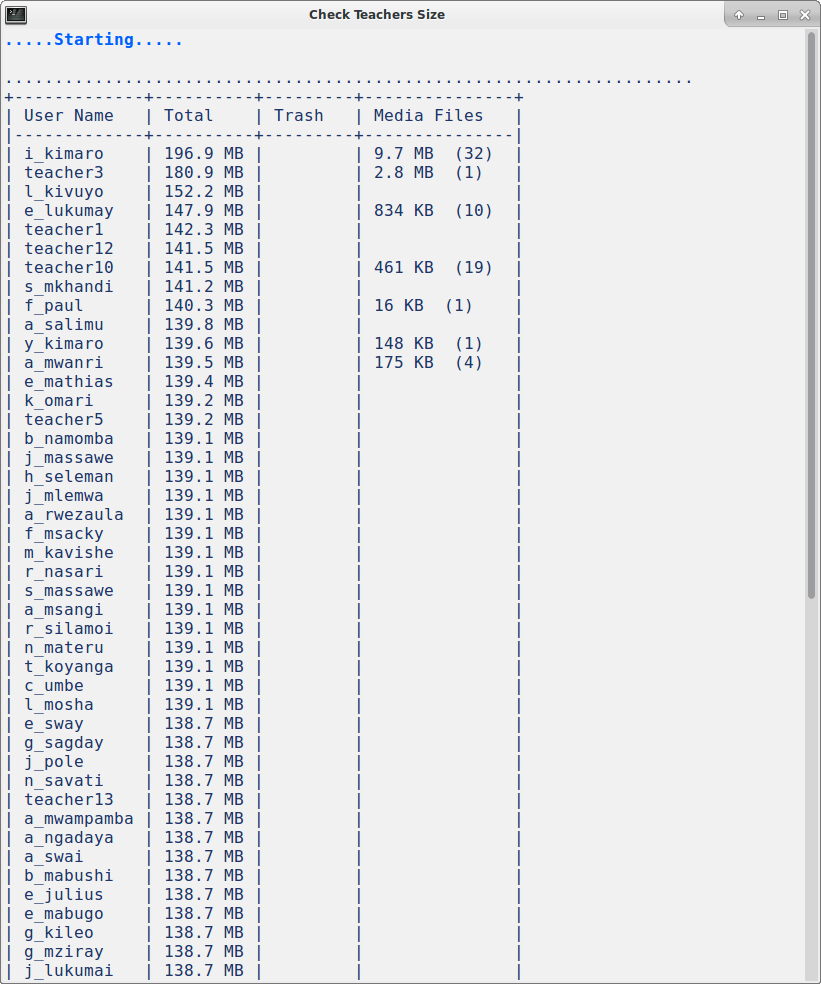 Check Teachers Size
.....Starting.....
.....................................................................
+-------------+----------+---------+---------------+
| User Name   | Total    | Trash   | Media Files   |
|-------------+----------+---------+---------------|
| i_kimaro    | 196.9 MB |         | 9.7 MB  (32)  |
| teacher3    | 180.9 MB |         | 2.8 MB  (1)   |
| l_kivuyo    | 152.2 MB |         |               |
| e_lukumay   | 147.9 MB |         | 834 KB  (10)  |
| teacher1    | 142.3 MB |         |               |
| teacher12   | 141.5 MB |         |               |
| teacher10   | 141.5 MB |         | 461 KB  (19)  |
| s_mkhandi   | 141.2 MB |         |               |
| f_paul      | 140.3 MB |         | 16 KB  (1)    |
| a_salimu    | 139.8 MB |         |               |
| y_kimaro    | 139.6 MB |         | 148 KB  (1)   |
| a_mwanri    | 139.5 MB |         | 175 KB  (4)   |
| e_mathias   | 139.4 MB |         |               |
| k_omari     | 139.2 MB |         |               |
| teacher5    | 139.2 MB |         |               |
| b_namomba   | 139.1 MB |         |               |
| j_massawe   | 139.1 MB |         |               |
| h_seleman   | 139.1 MB |         |               |
| j_mlemwa    | 139.1 MB |         |               |
| a_rwezaula  | 139.1 MB |         |               |
| f_msacky    | 139.1 MB |         |               |
| m_kavishe   | 139.1 MB |         |               |
| r_nasari    | 139.1 MB |         |               |
| s_massawe   | 139.1 MB |         |               |
| a_msangi    | 139.1 MB |         |               |
| r_silamoi   | 139.1 MB |         |               |
| n_materu    | 139.1 MB |         |               |
| t_koyanga   | 139.1 MB |         |               |
| c_umbe      | 139.1 MB |         |               |
| l_mosha     | 139.1 MB |         |               |
| e_sway      | 138.7 MB |         |               |
| g_sagday    | 138.7 MB |         |               |
| j_pole      | 138.7 MB |         |               |
| n_savati    | 138.7 MB |         |               |
| teacher13   | 138.7 MB |         |               |
| a_mwampamba | 138.7 MB |         |               |
| a_ngadaya   | 138.7 MB |         |               |
| a_swai      | 138.7 MB |         |               |
| b_mabushi   | 138.7 MB |         |               |
| e_julius    | 138.7 MB |         |               |
| e_mabugo    | 138.7 MB |         |               |
| g_kileo     | 138.7 MB |         |               |
| g_mziray    | 138.7 MB |         |               |
| j_lukumai   | 138.7 MB |         |               |